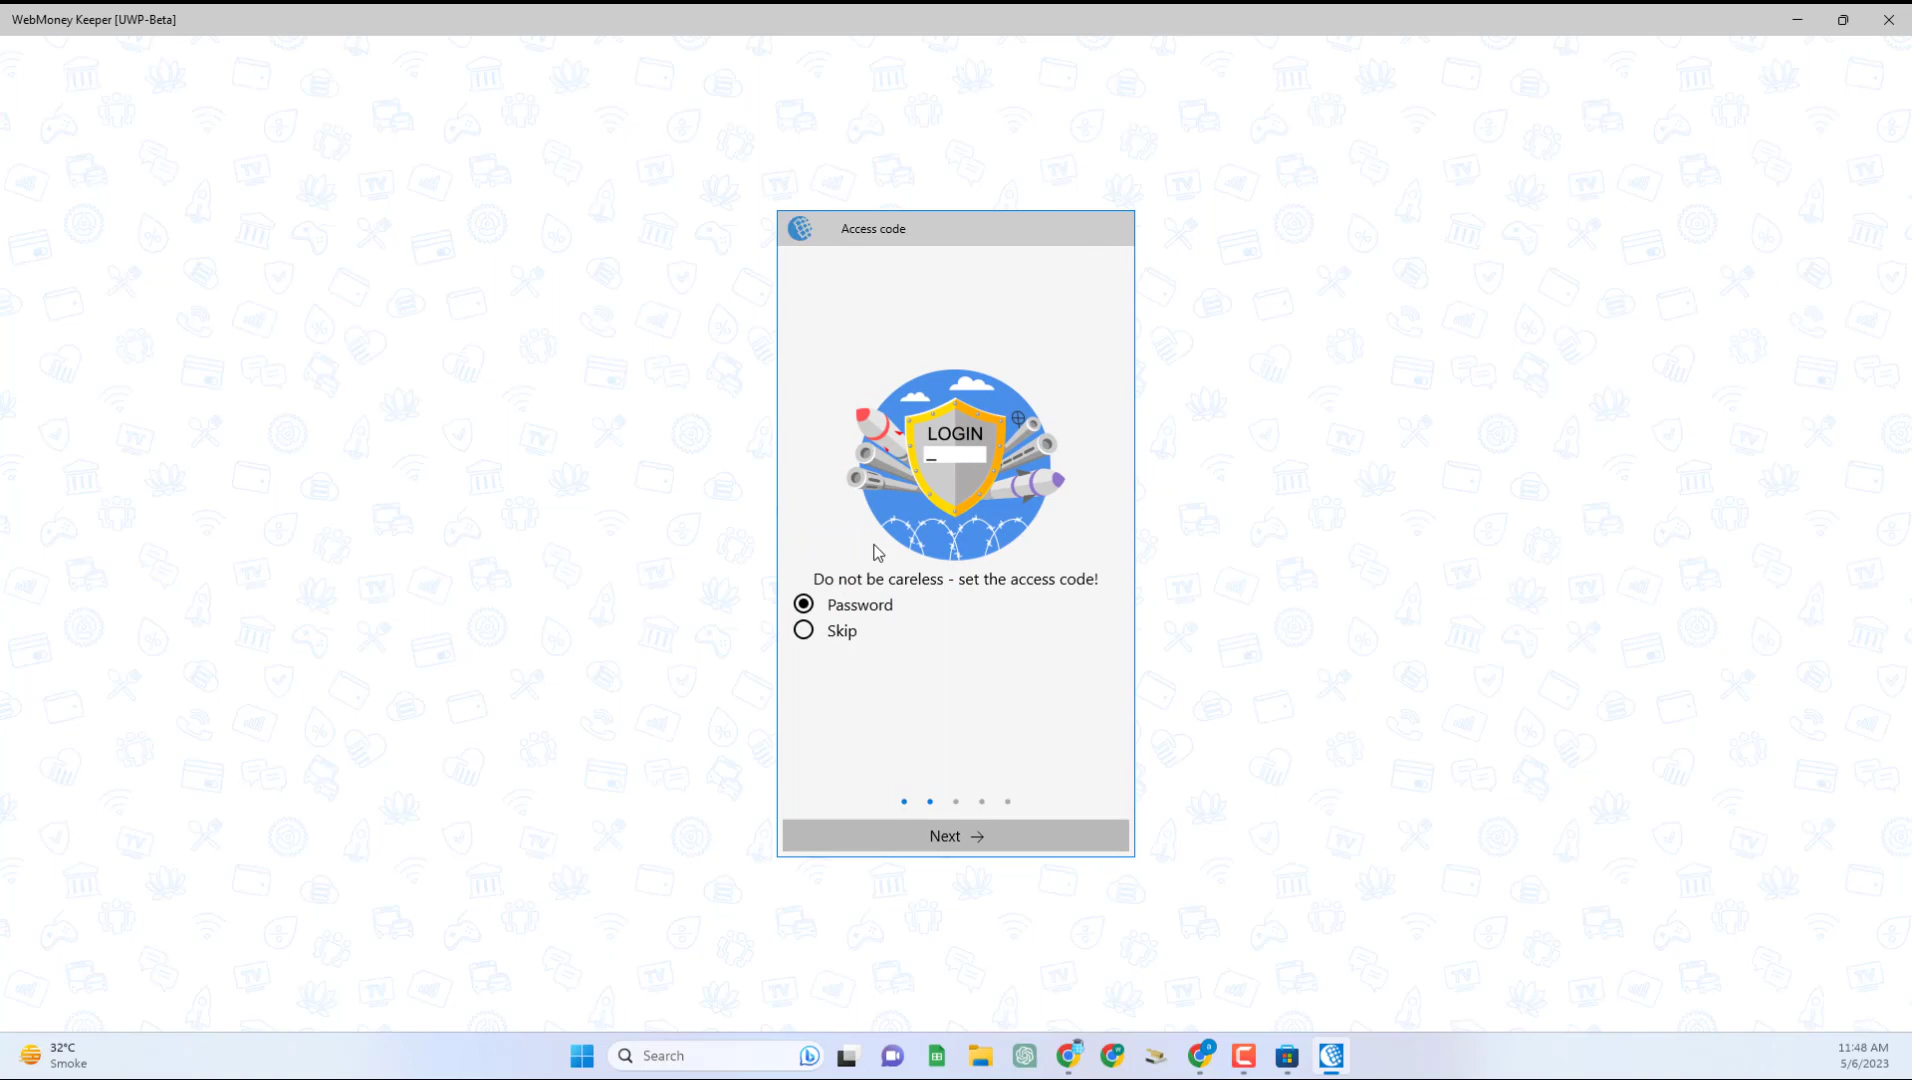 WebMoney Keeper [UWP-Beta]
Access code
LOGIN
Do not be careless - set the access code!
Password
Skip
Next
32°C
Smoke
Search
11:48 AM
5/6/2023